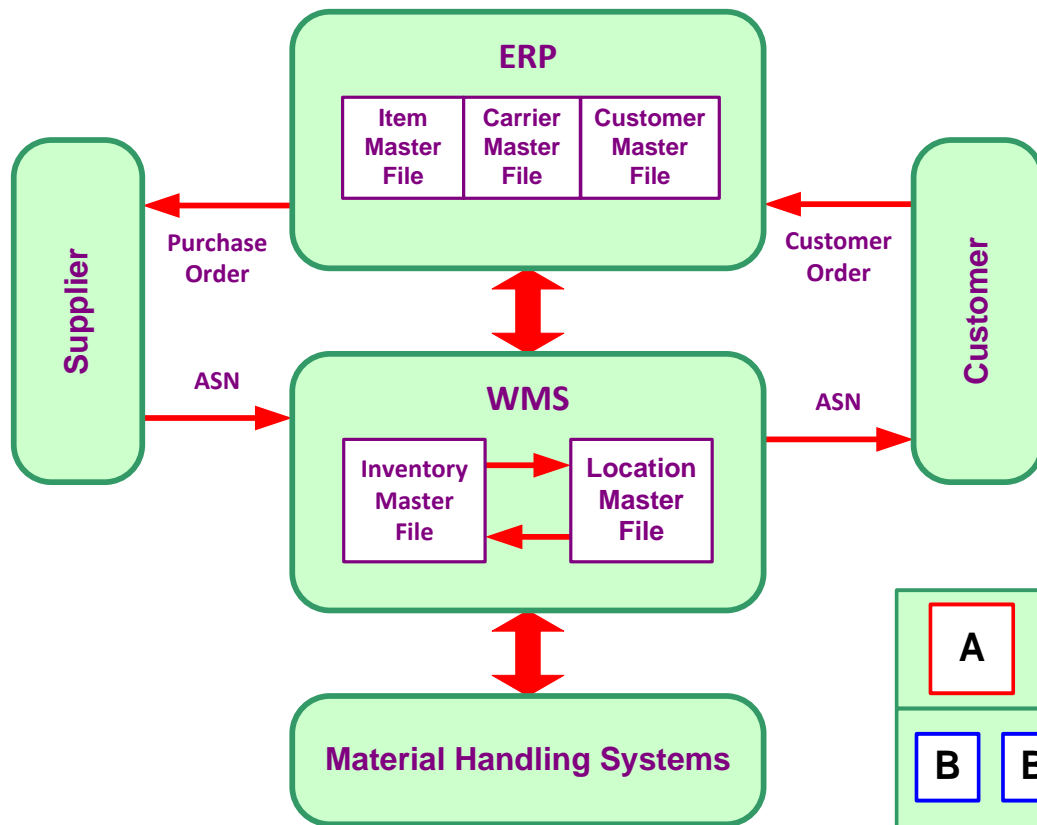 ERP
Item
Master
File
Carrier
Master
File
Customer
Master
File
Supplier
Purchase
Order
Customer
Order
Customer
ASN
WMS
ASN
Inventory
Master
File
Location
Master
File
Material Handling Systems
A
B